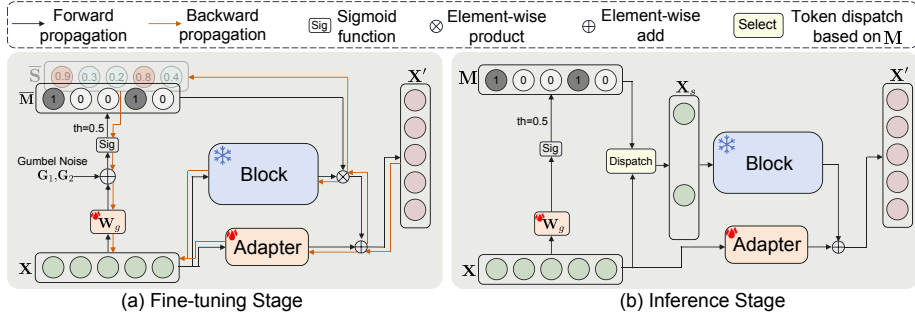 Forward propagation
Backward propagation
Sig
Sigmoid function
Element-wise product
Element-wise add
Select
Token dispatch based on M
S
0.9 0.3 0.2 0.8 0.4
M
1 0 0 1 0
th=0.5
Sig
Gumbel Noise
G1,G2
Wg
X
Block
Adapter
X′
(a) Fine-tuning Stage
M
1 0 0 1 0
th=0.5
Sig
Wg
X
Dispatch
Xs
Block
Adapter
X′
(b) Inference Stage